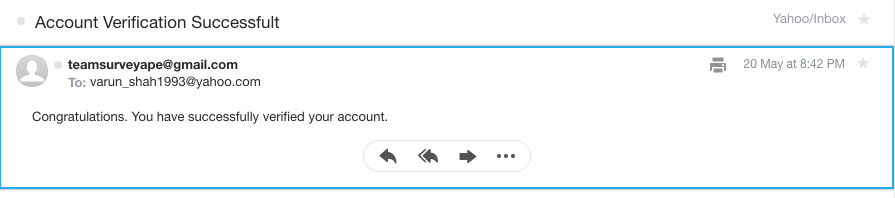 Account Verification Successfult
Yahoo/Inbox
teamsurveyape@gmail.com
20 May at 8:42 PM
To: varun_shah1993@yahoo.com
Congratulations. You have successfully verified your account.